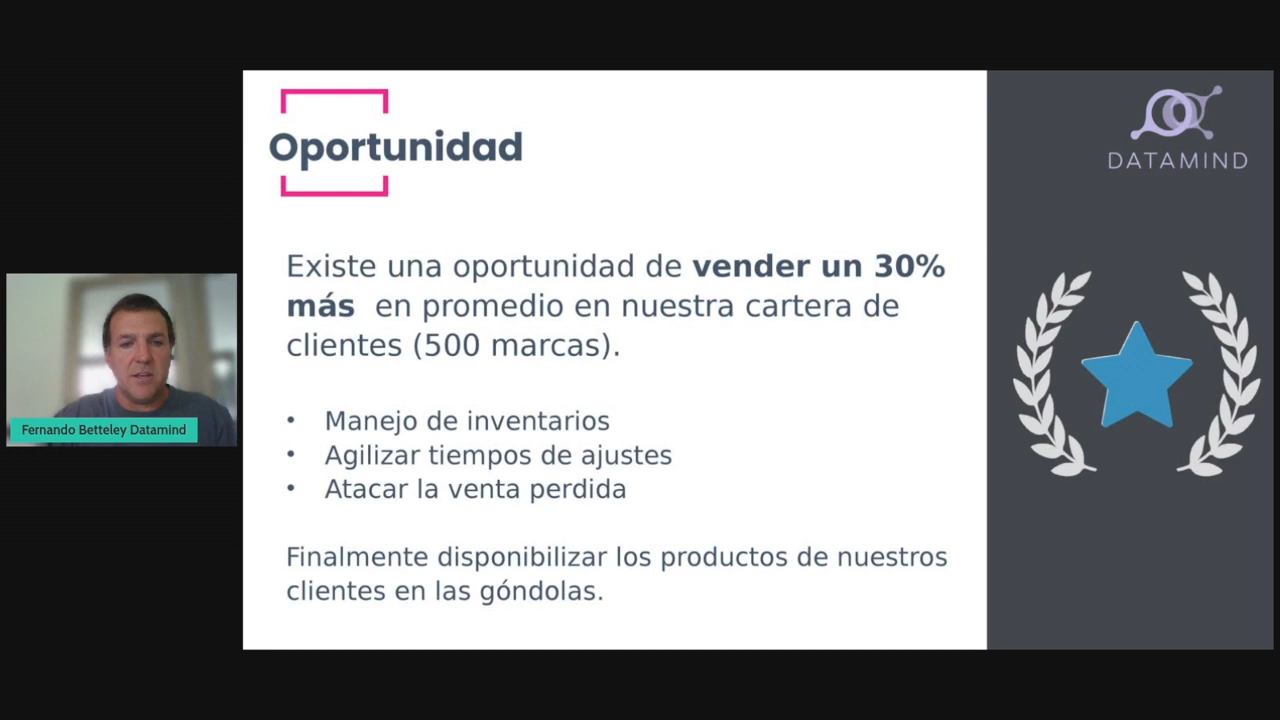 Oportunidad
DATAMIND
Existe una oportunidad de vender un 30%
más en promedio en nuestra cartera de
clientes (500 marcas).
• Manejo de inventarios
• Agilizar tiempos de ajustes
• Atacar la venta perdida
Finalmente disponibilizar los productos de nuestros
clientes en las góndolas.
Fernando Betteley Datamind